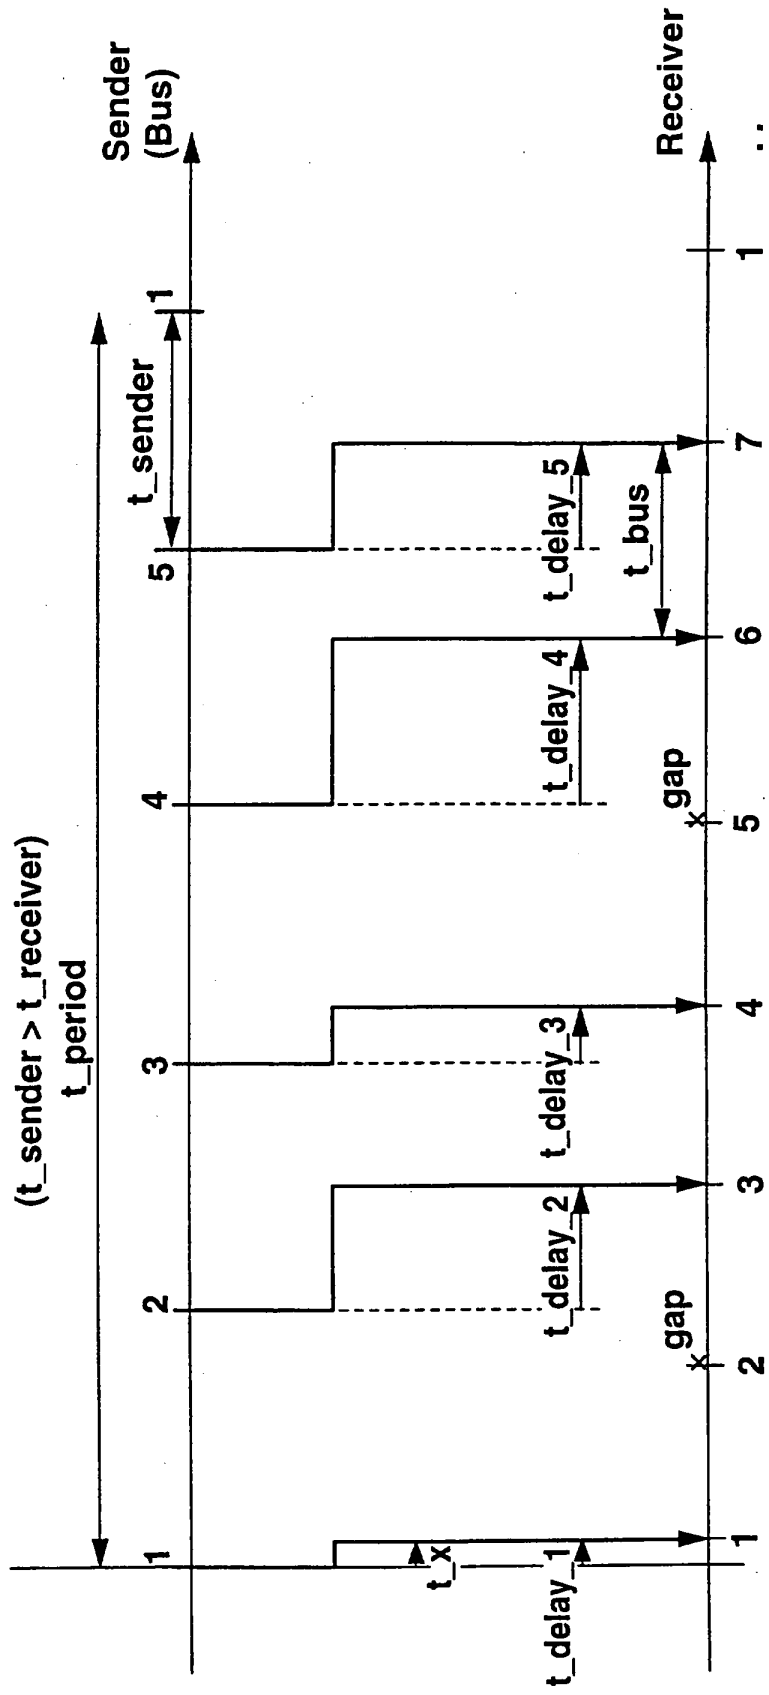 (t_sender > t_receiver)
t_period
Sender
(Bus)
t_sender
1
2
3
4
5
1
t_x
t_delay_1
t_delay_2
t_delay_3
t_delay_4
t_delay_5
t_bus
gap
gap
Receiver
1
2
3
4
5
6
7
1